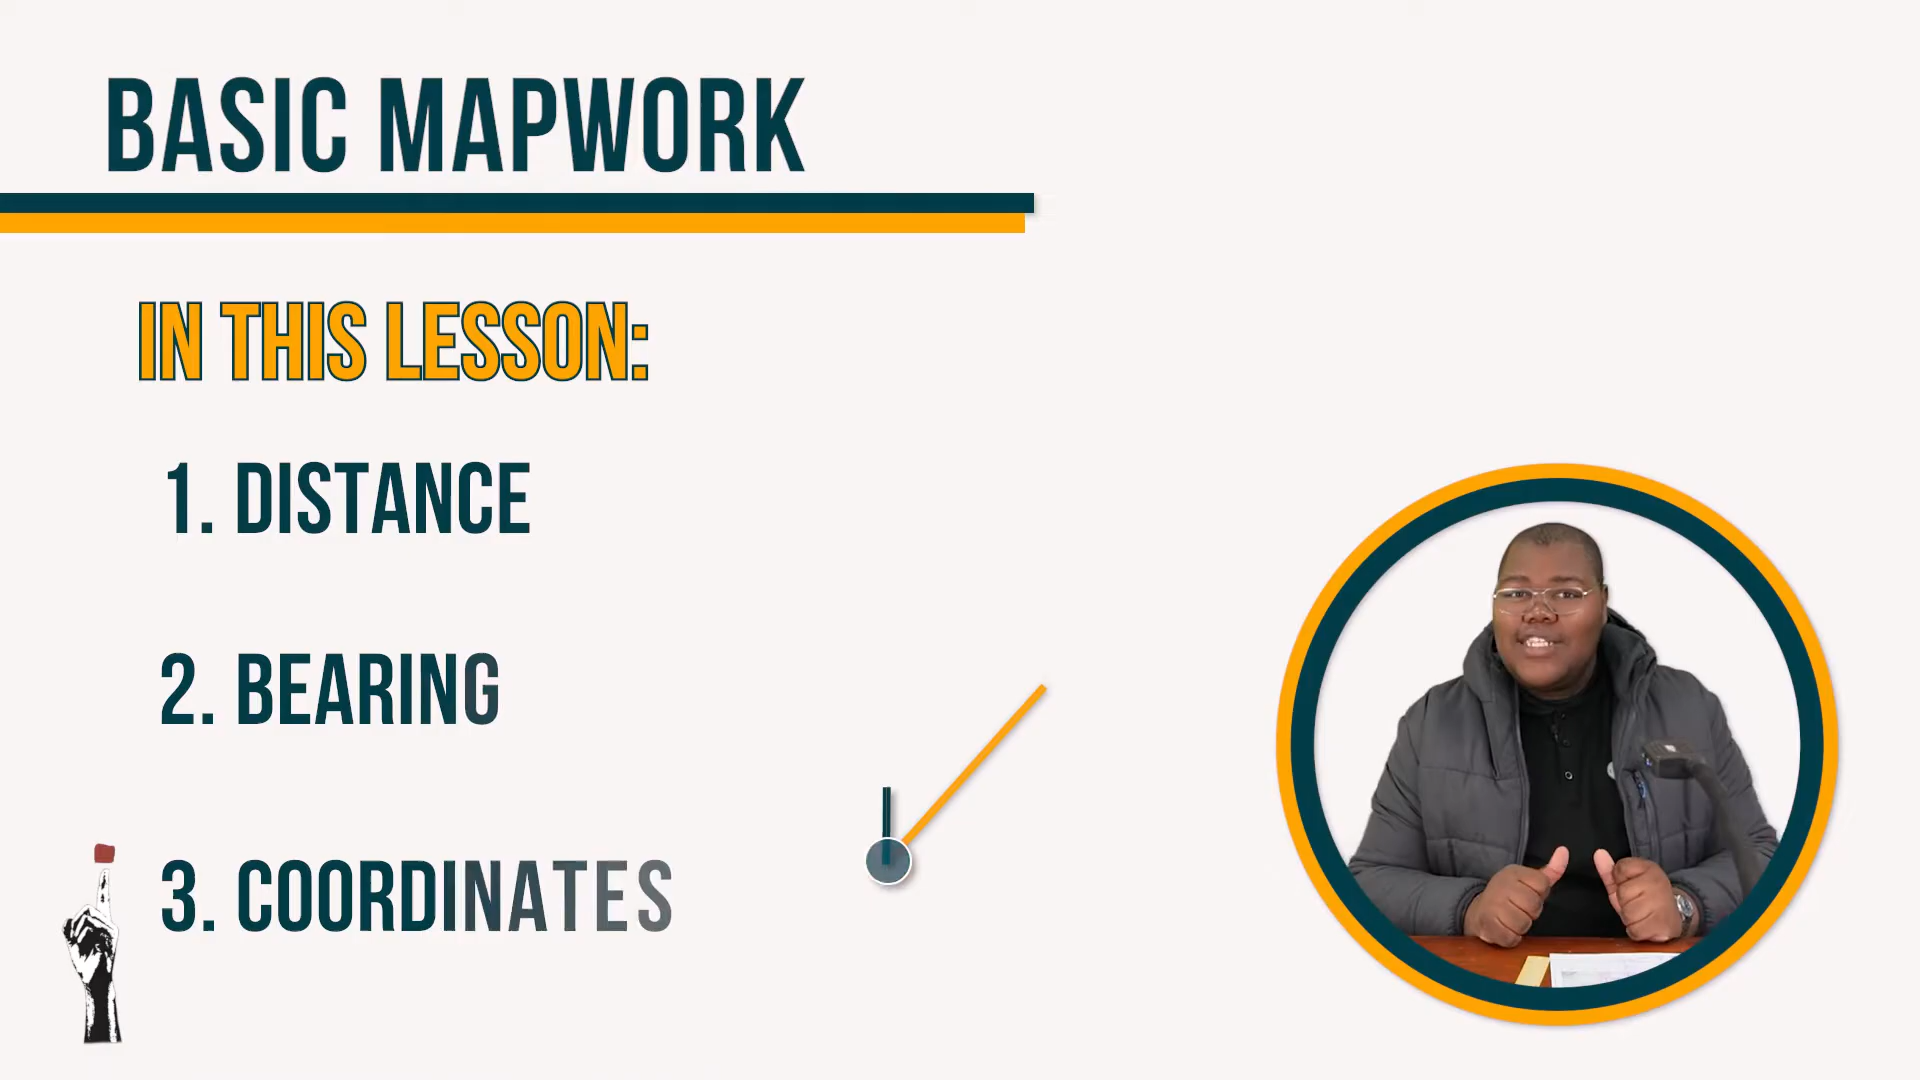 BASIC MAPWORK
IN THIS LESSON:
1. DISTANCE
2. BEARING
3. COORDINATES